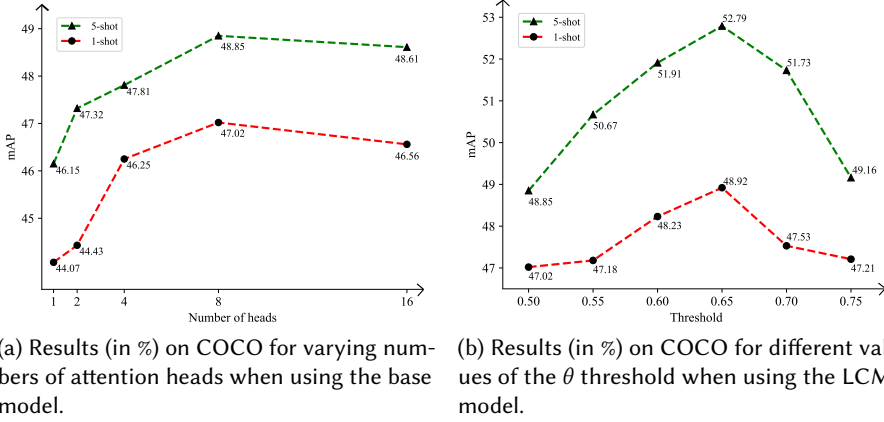 5-shot
1-shot
49
48
47
46
45
mAP
46.15
47.32
47.81
48.85
48.61
44.07
44.43
46.25
47.02
46.56
1 2 4 8 16
Number of heads
(a) Results (in %) on COCO for varying num-
bers of attention heads when using the base
model.
5-shot
1-shot
53
52
51
50
49
48
47
mAP
48.85
50.67
51.91
52.79
51.73
49.16
47.02
47.18
48.23
48.92
47.53
47.21
0.50 0.55 0.60 0.65 0.70 0.75
Threshold
(b) Results (in %) on COCO for different val-
ues of the θ threshold when using the LCM
model.